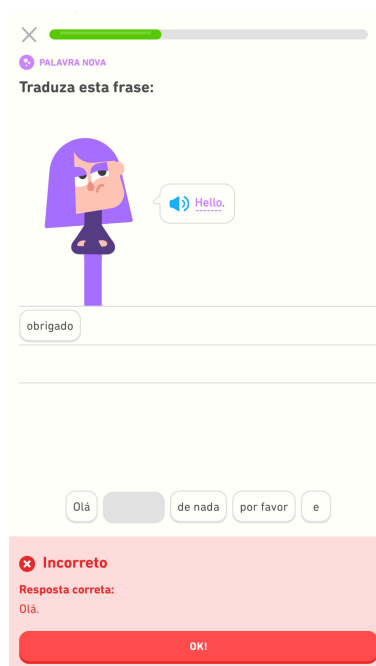 PALAVRA NOVA
Traduza esta frase:
Hello.
obrigado
Olá de nada por favor e
Incorreto
Resposta correta:
Olá.
OK!